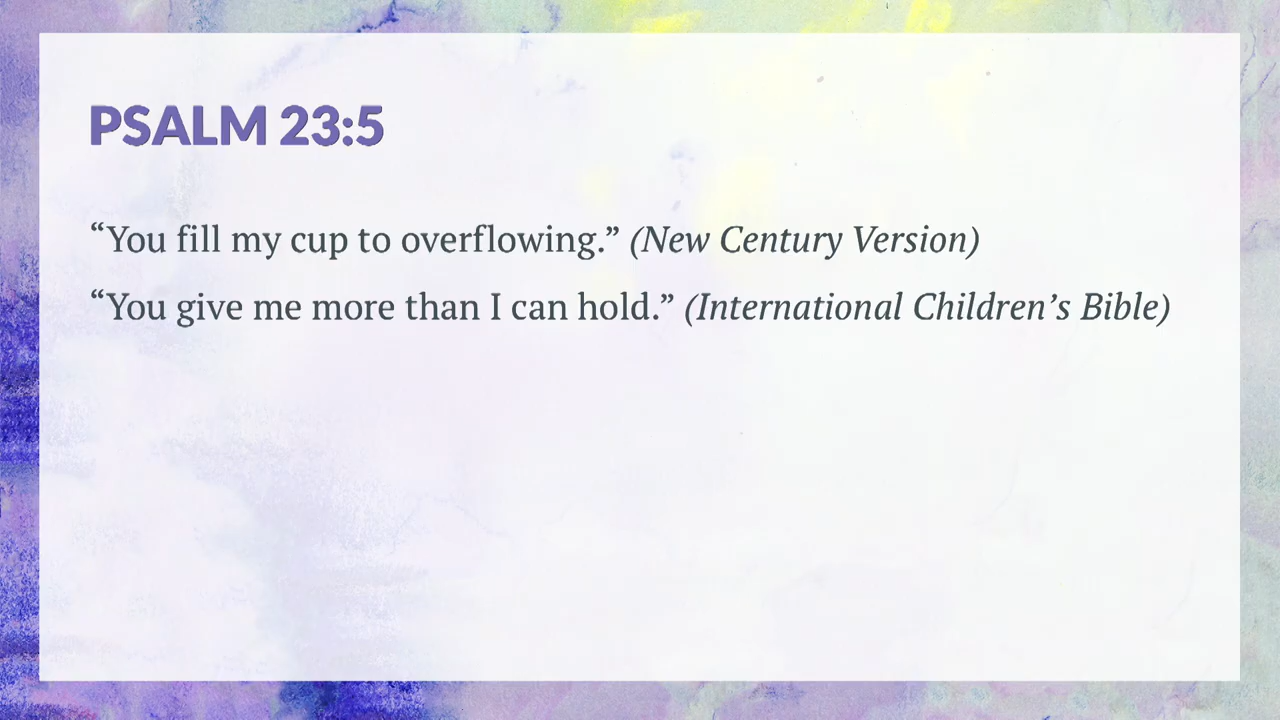 PSALM 23:5
“You fill my cup to overflowing.” (New Century Version)
“You give me more than I can hold.” (International Children’s Bible)